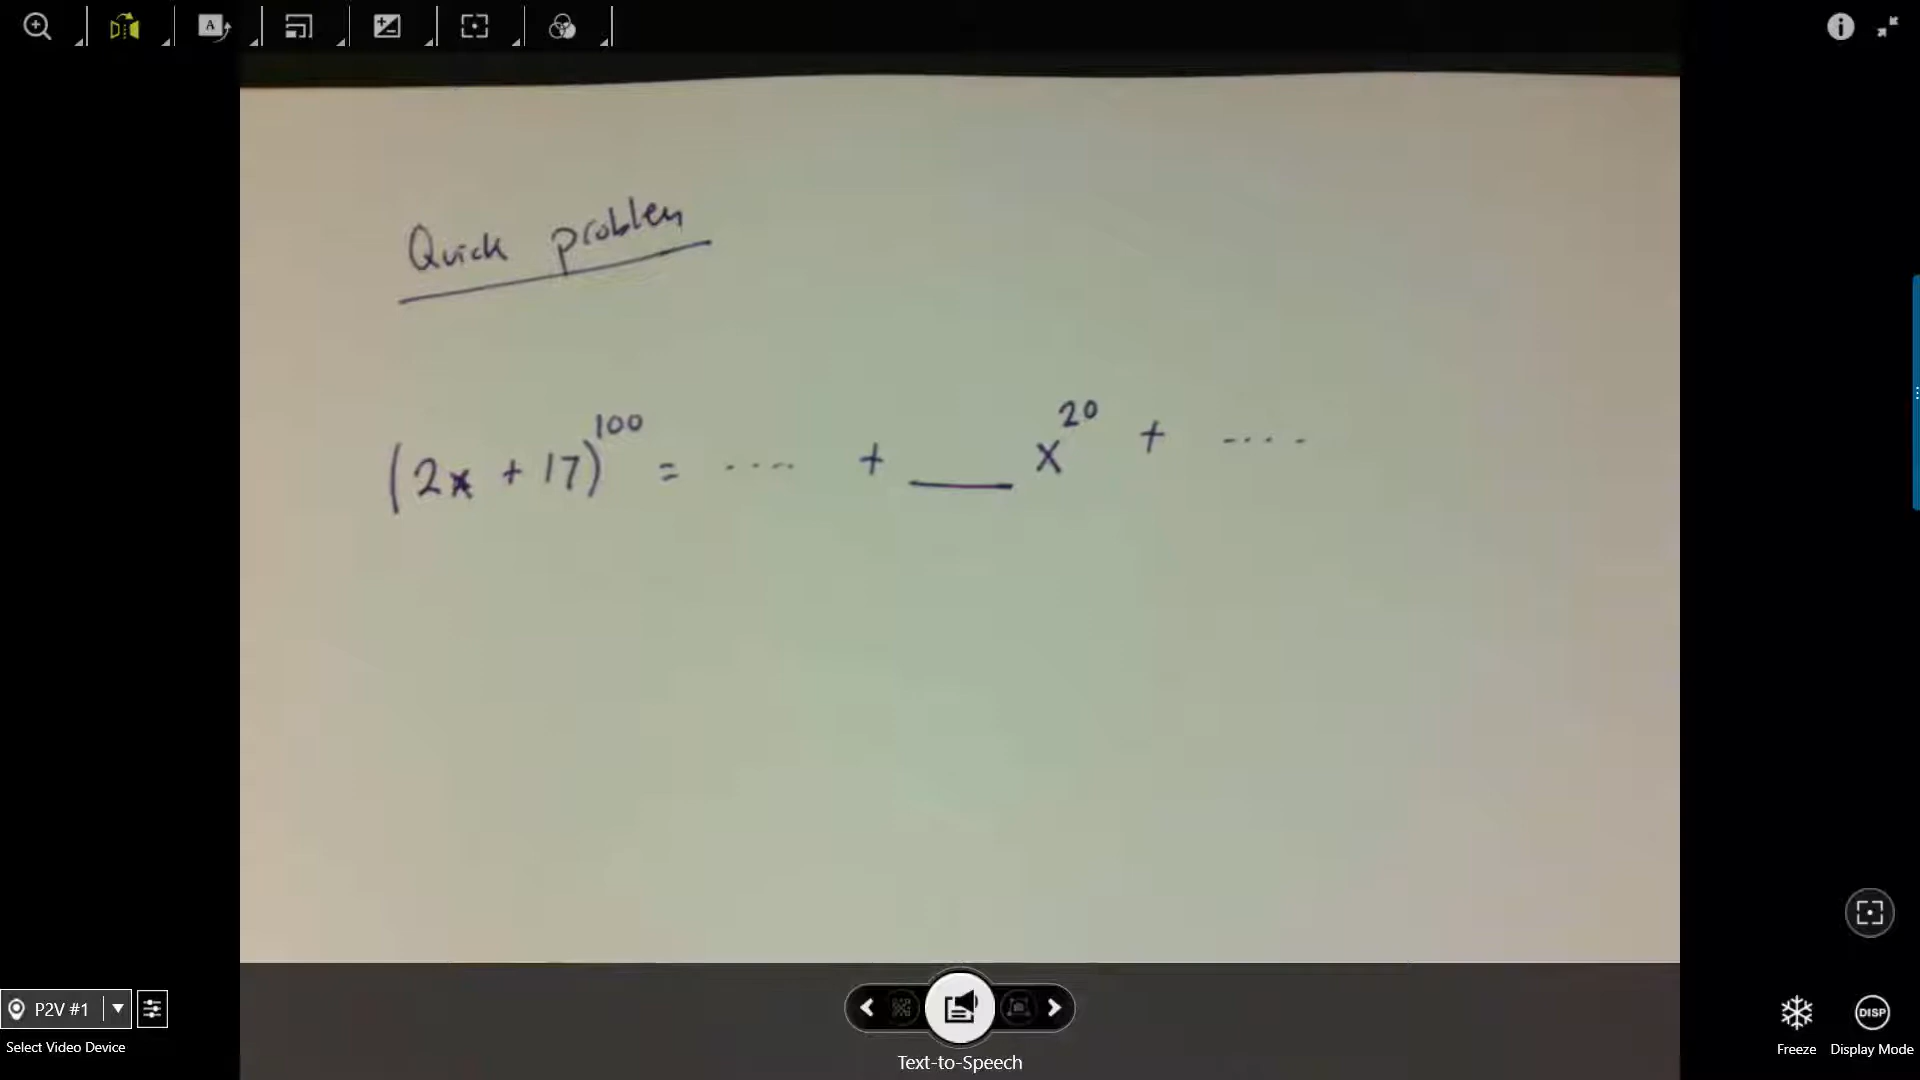 A
Quick problem
(2x + 17)^100 = .... + ___ x^20 + ....
P2V #1
Select Video Device
Text-to-Speech
Freeze
DISP
Display Mode